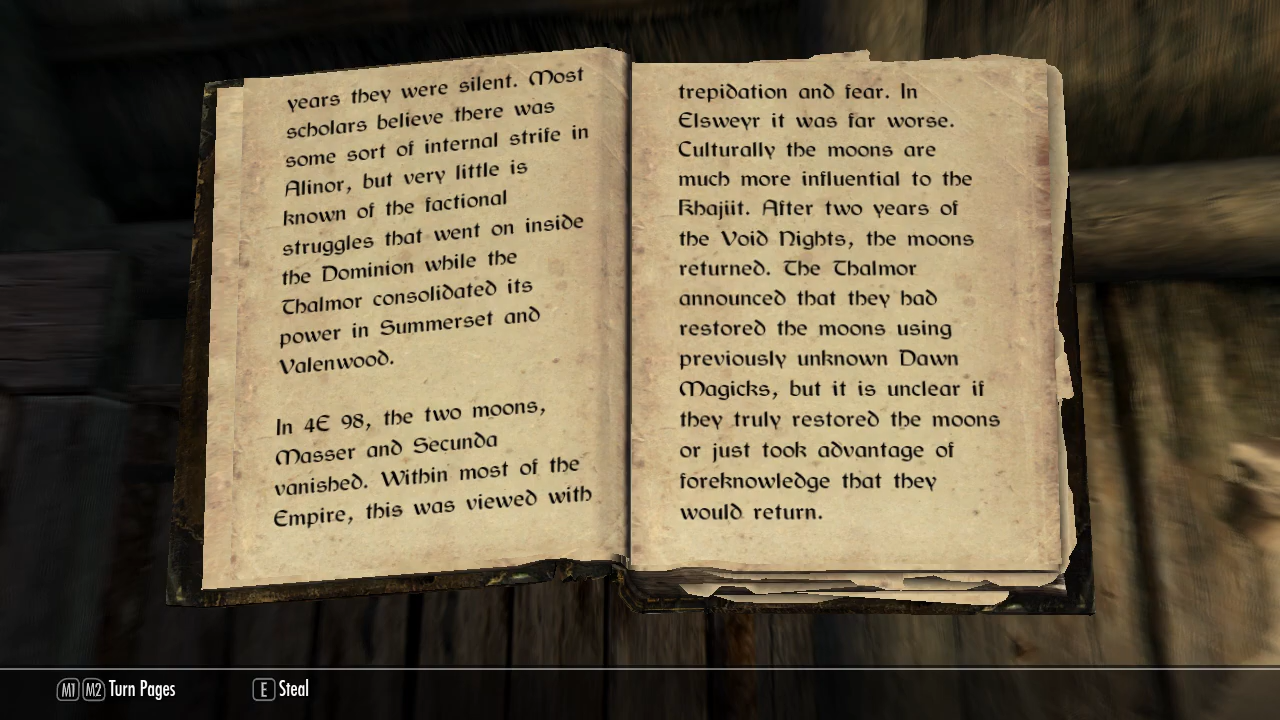 years they were silent. Most
scholars believe there was
some sort of internal strife in
Alinor, but very little is
known of the factional
struggles that went on inside
the Dominion while the
Thalmor consolidated its
power in Summerset and
Valenwood.
In 4E 98, the two moons,
Masser and Secunda
vanished. Within most of the
Empire, this was viewed with
trepidation and fear. In
Elsweyr it was far worse.
Culturally the moons are
much more influential to the
Khajiit. After two years of
the Void Nights, the moons
returned. The Thalmor
announced that they had
restored the moons using
previously unknown Dawn
Magicks, but it is unclear if
they truly restored the moons
or just took advantage of
foreknowledge that they
would return.
M1 M2 Turn Pages
E Steal